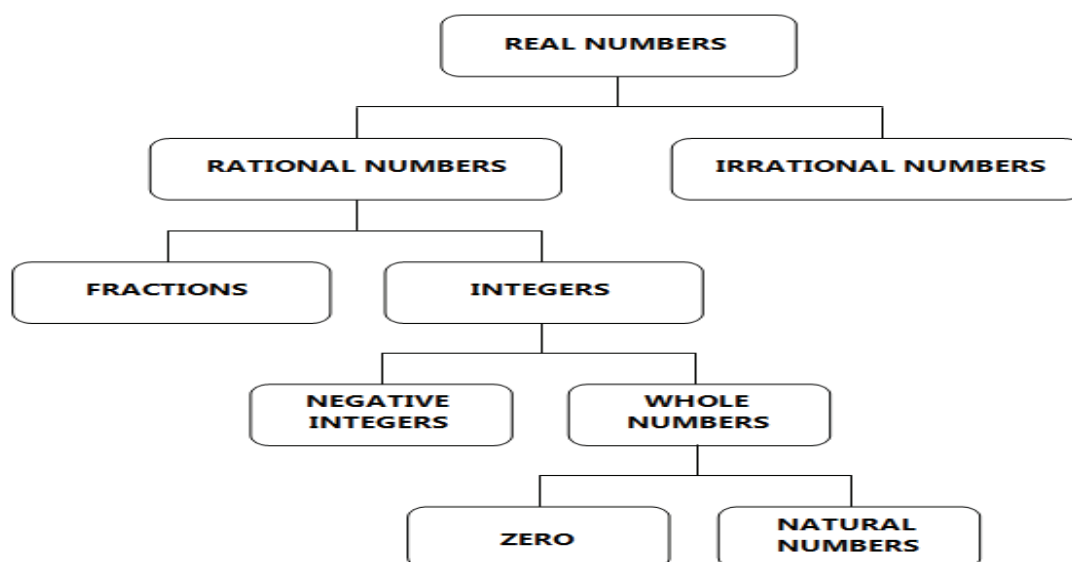 REAL NUMBERS
RATIONAL NUMBERS
IRRATIONAL NUMBERS
FRACTIONS
INTEGERS
NEGATIVE
INTEGERS
WHOLE
NUMBERS
ZERO
NATURAL
NUMBERS